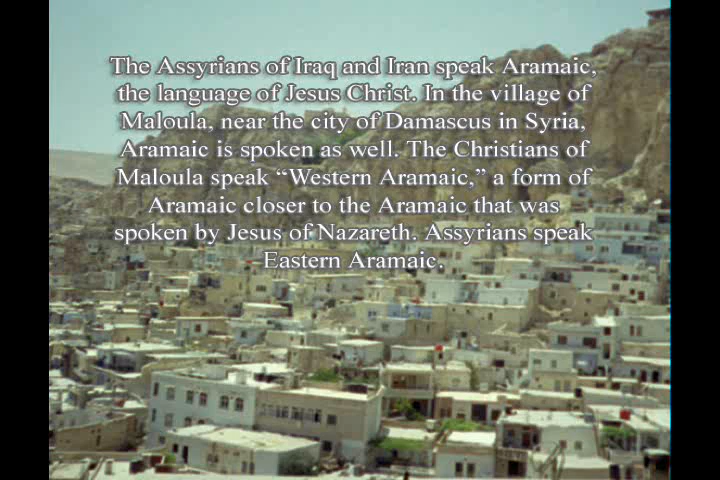 The Assyrians of Iraq and Iran speak Aramaic,
the language of Jesus Christ. In the village of
Maloula, near the city of Damascus in Syria,
Aramaic is spoken as well. The Christians of
Maloula speak “Western Aramaic,” a form of
Aramaic closer to the Aramaic that was
spoken by Jesus of Nazareth. Assyrians speak
Eastern Aramaic.